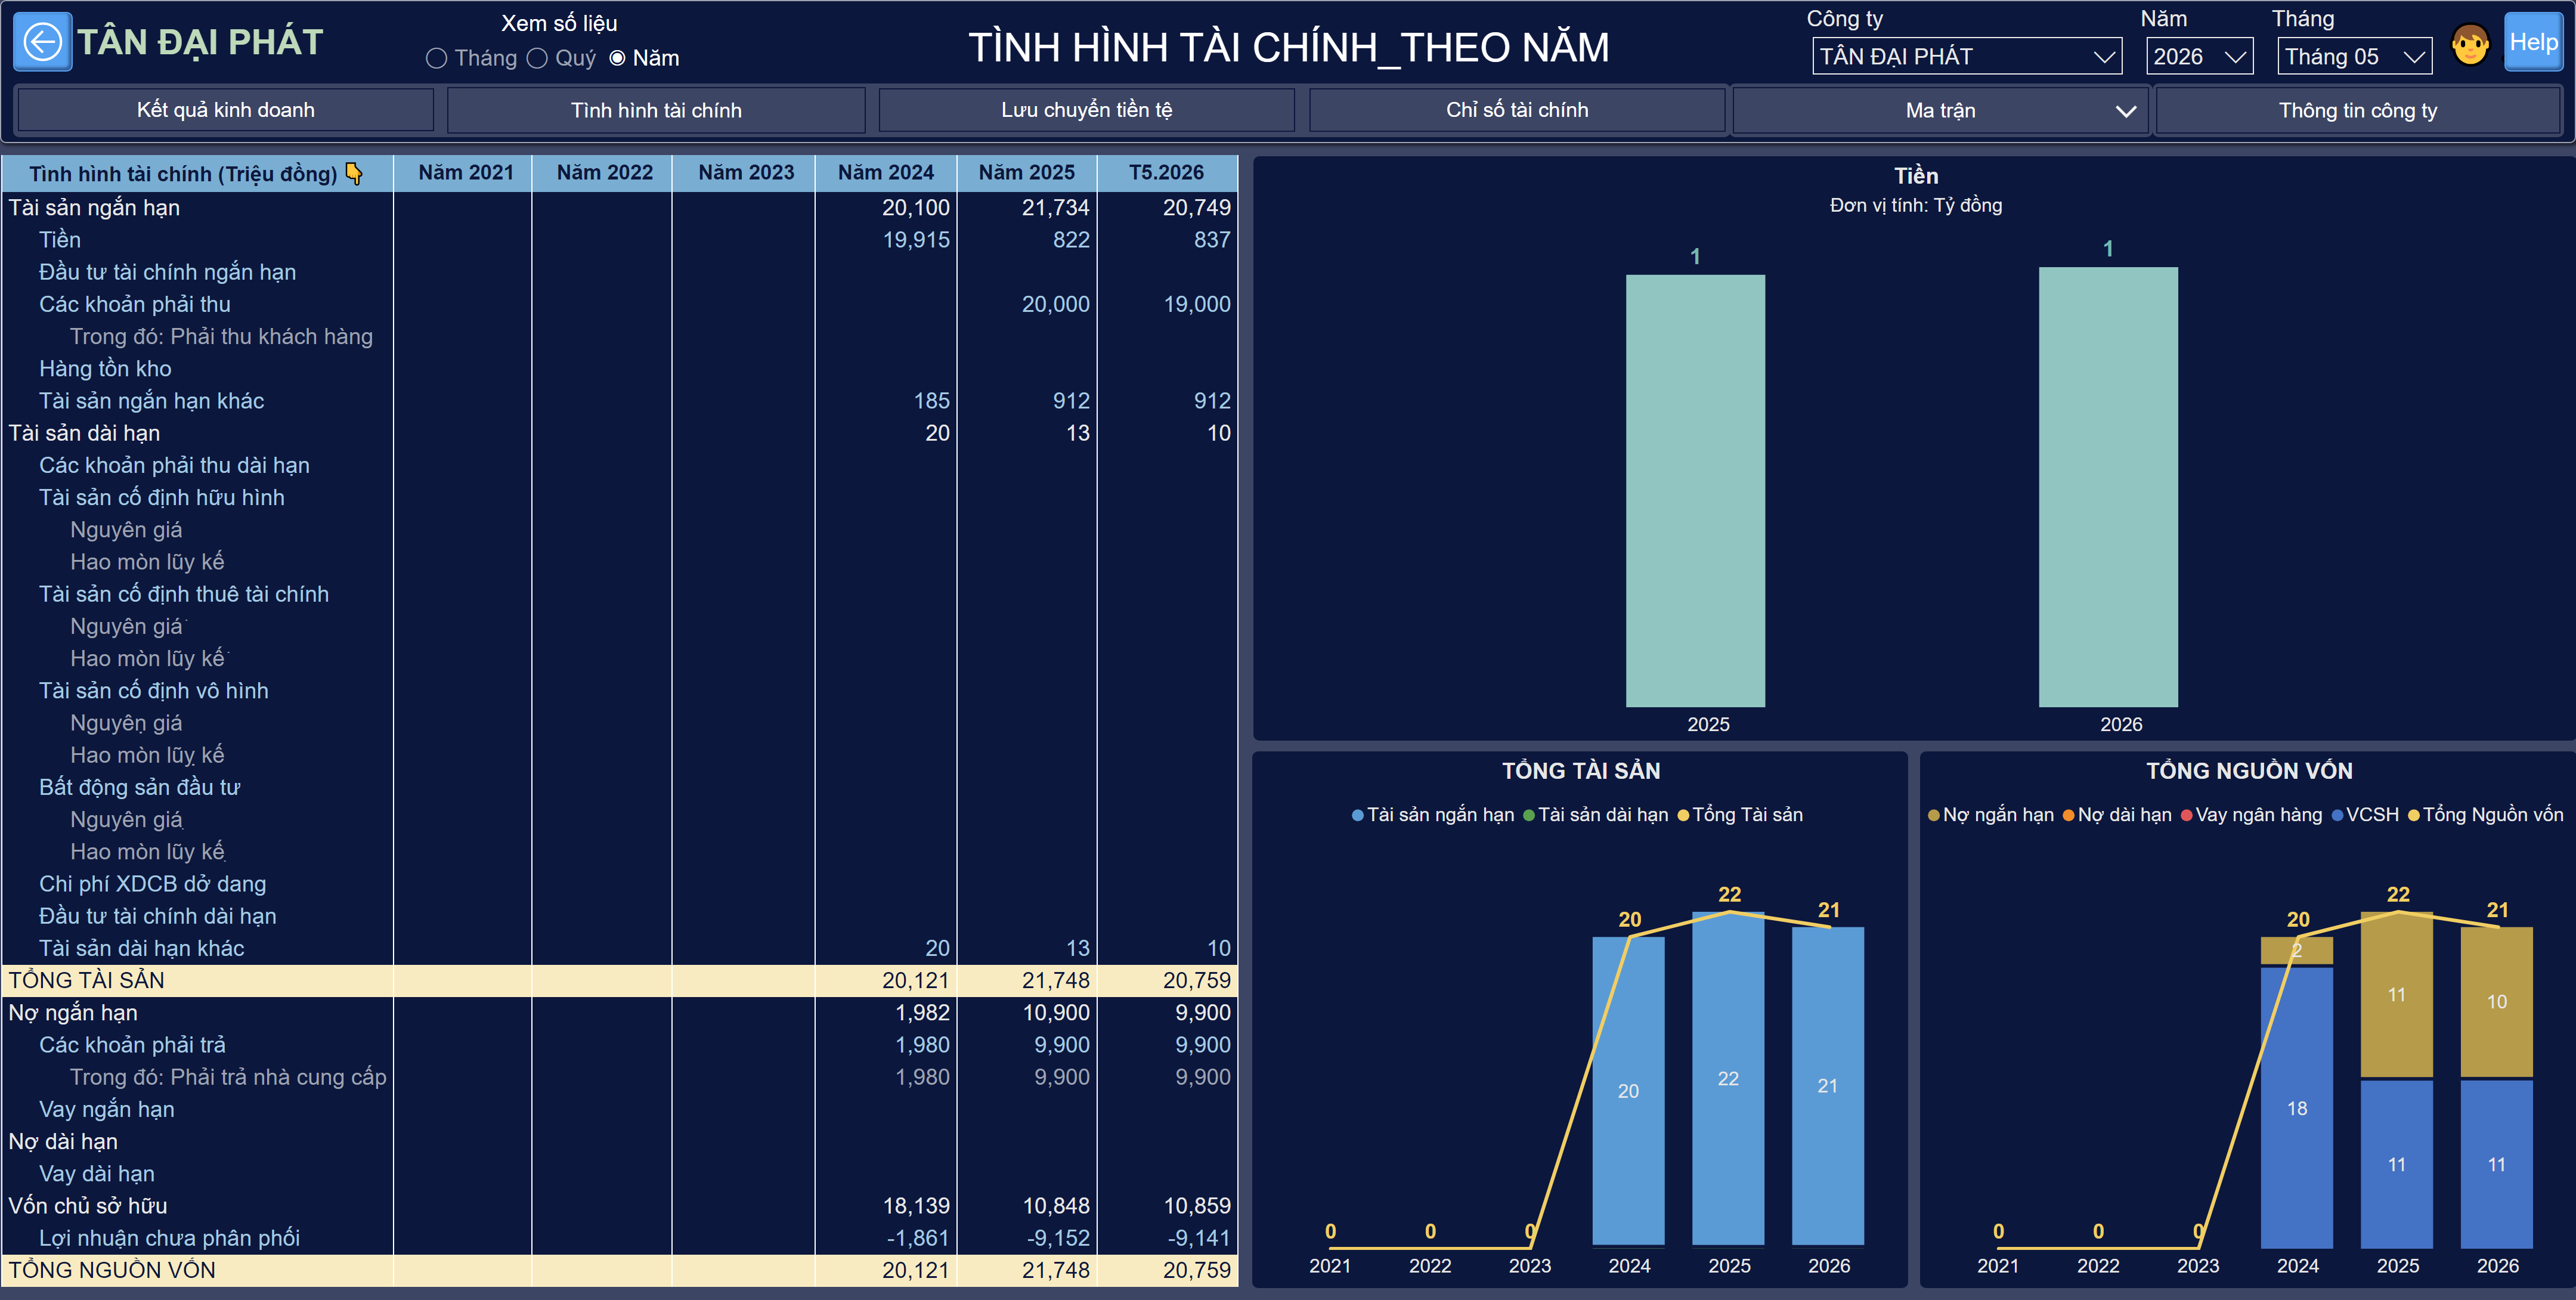 TÂN ĐẠI PHÁT
Xem số liệu
Tháng Quý Năm
TÌNH HÌNH TÀI CHÍNH_THEO NĂM
Công ty Năm Tháng
TÂN ĐẠI PHÁT 2026 Tháng 05
Help
Kết quả kinh doanh Tình hình tài chính Lưu chuyển tiền tệ Chỉ số tài chính Ma trận Thông tin công ty
Tình hình tài chính (Triệu đồng) Năm 2021 Năm 2022 Năm 2023 Năm 2024 Năm 2025 T5.2026
Tài sản ngắn hạn 20,100 21,734 20,749
Tiền 19,915 822 837
Đầu tư tài chính ngắn hạn
Các khoản phải thu 20,000 19,000
Trong đó: Phải thu khách hàng
Hàng tồn kho
Tài sản ngắn hạn khác 185 912 912
Tài sản dài hạn 20 13 10
Các khoản phải thu dài hạn
Tài sản cố định hữu hình
Nguyên giá
Hao mòn lũy kế
Tài sản cố định thuê tài chính
Nguyên giá
Hao mòn lũy kế
Tài sản cố định vô hình
Nguyên giá
Hao mòn lũy kế
Bất động sản đầu tư
Nguyên giá
Hao mòn lũy kế
Chi phí XDCB dở dang
Đầu tư tài chính dài hạn
Tài sản dài hạn khác 20 13 10
TỔNG TÀI SẢN 20,121 21,748 20,759
Nợ ngắn hạn 1,982 10,900 9,900
Các khoản phải trả 1,980 9,900 9,900
Trong đó: Phải trả nhà cung cấp 1,980 9,900 9,900
Vay ngắn hạn
Nợ dài hạn
Vay dài hạn
Vốn chủ sở hữu 18,139 10,848 10,859
Lợi nhuận chưa phân phối -1,861 -9,152 -9,141
TỔNG NGUỒN VỐN 20,121 21,748 20,759
Tiền
Đơn vị tính: Tỷ đồng
1 1
2025 2026
TỔNG TÀI SẢN
Tài sản ngắn hạn Tài sản dài hạn Tổng Tài sản
20 22 21
20 22 21
0 0 0
2021 2022 2023 2024 2025 2026
TỔNG NGUỒN VỐN
Nợ ngắn hạn Nợ dài hạn Vay ngân hàng VCSH Tổng Nguồn vốn
20 22 21
2 11 10
18 11 11
0 0 0
2021 2022 2023 2024 2025 2026